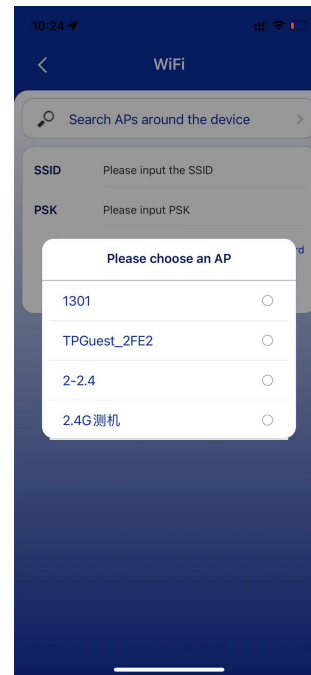 10:24
WiFi
Search APs around the device
SSID
Please input the SSID
PSK
Please input PSK
rd
Please choose an AP
1301
TPGuest_2FE2
2-2.4
2.4G测机